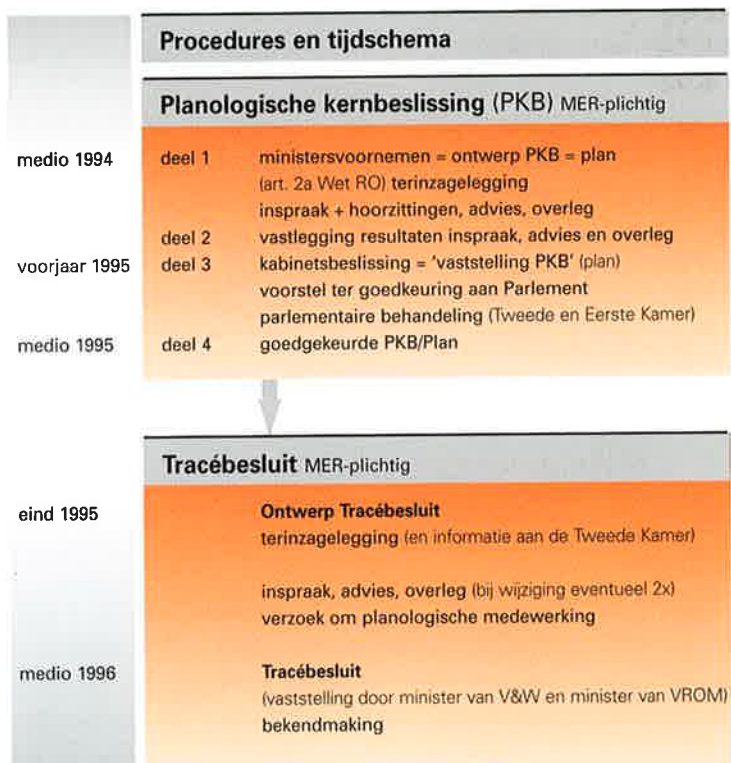 Procedures en tijdschema
Planologische kernbeslissing (PKB) MER-plichtig
medio 1994 deel 1 ministersvoornemen = ontwerp PKB = plan
(art. 2a Wet RO) terinzagelegging
inspraak + hoorzittingen, advies, overleg
deel 2 vastlegging resultaten inspraak, advies en overleg
voorjaar 1995 deel 3 kabinetsbeslissing = 'vaststelling PKB' (plan)
voorstel ter goedkeuring aan Parlement
parlementaire behandeling (Tweede en Eerste Kamer)
medio 1995 deel 4 goedgekeurde PKB/Plan
Tracébesluit MER-plichtig
eind 1995 Ontwerp Tracébesluit
terinzagelegging (en informatie aan de Tweede Kamer)
inspraak, advies, overleg (bij wijziging eventueel 2x)
verzoek om planologische medewerking
medio 1996 Tracébesluit
(vaststelling door minister van V&W en minister van VROM)
bekendmaking